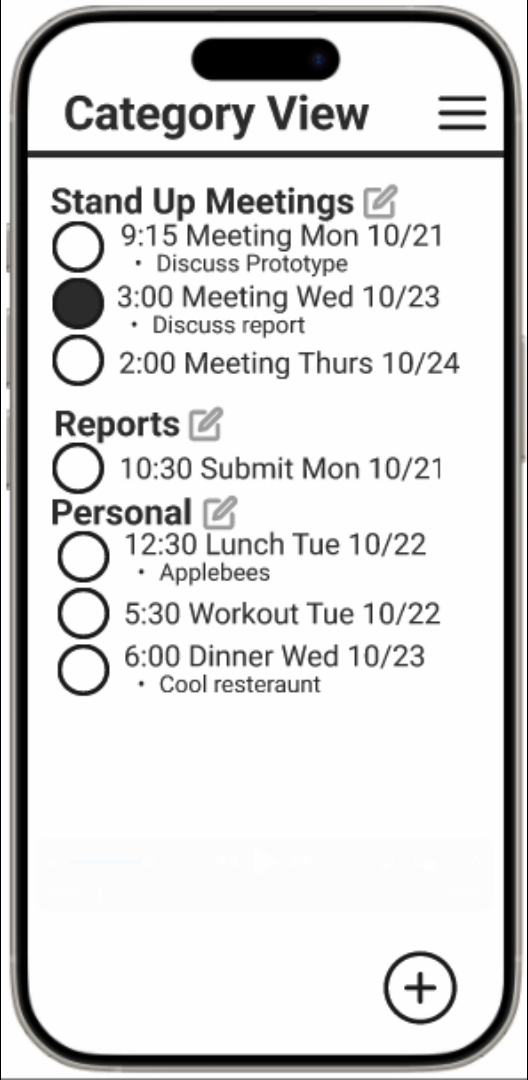 Category View
Stand Up Meetings
9:15 Meeting Mon 10/21
• Discuss Prototype
3:00 Meeting Wed 10/23
• Discuss report
2:00 Meeting Thurs 10/24
Reports
10:30 Submit Mon 10/21
Personal
12:30 Lunch Tue 10/22
• Applebees
5:30 Workout Tue 10/22
6:00 Dinner Wed 10/23
• Cool resteraunt